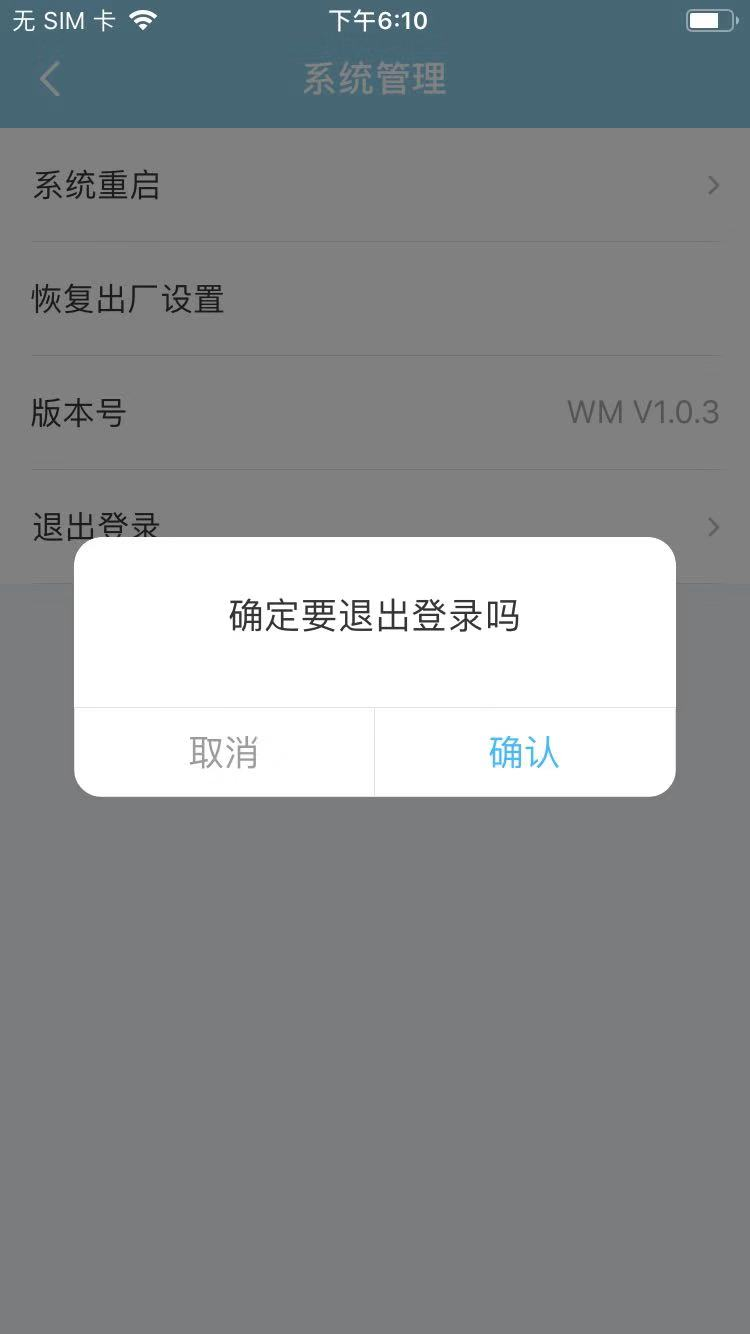 无 SIM 卡 下午6:10
系统管理
系统重启
恢复出厂设置
版本号 WM V1.0.3
退出登录
确定要退出登录吗
取消 确认